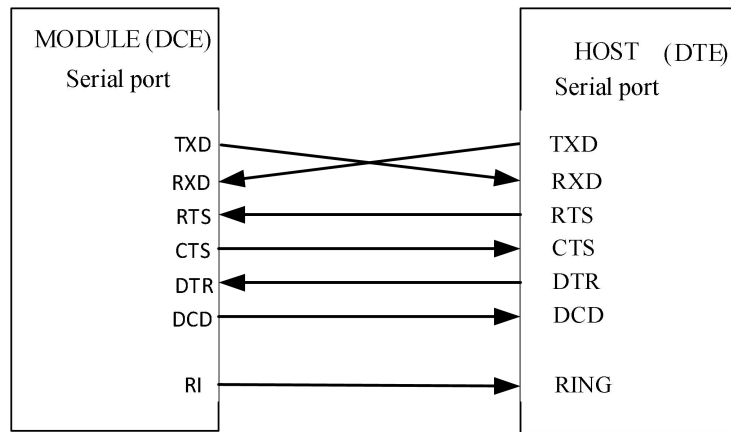 MODULE (DCE)
Serial port
TXD
RXD
RTS
CTS
DTR
DCD
RI
HOST (DTE)
Serial port
TXD
RXD
RTS
CTS
DTR
DCD
RING